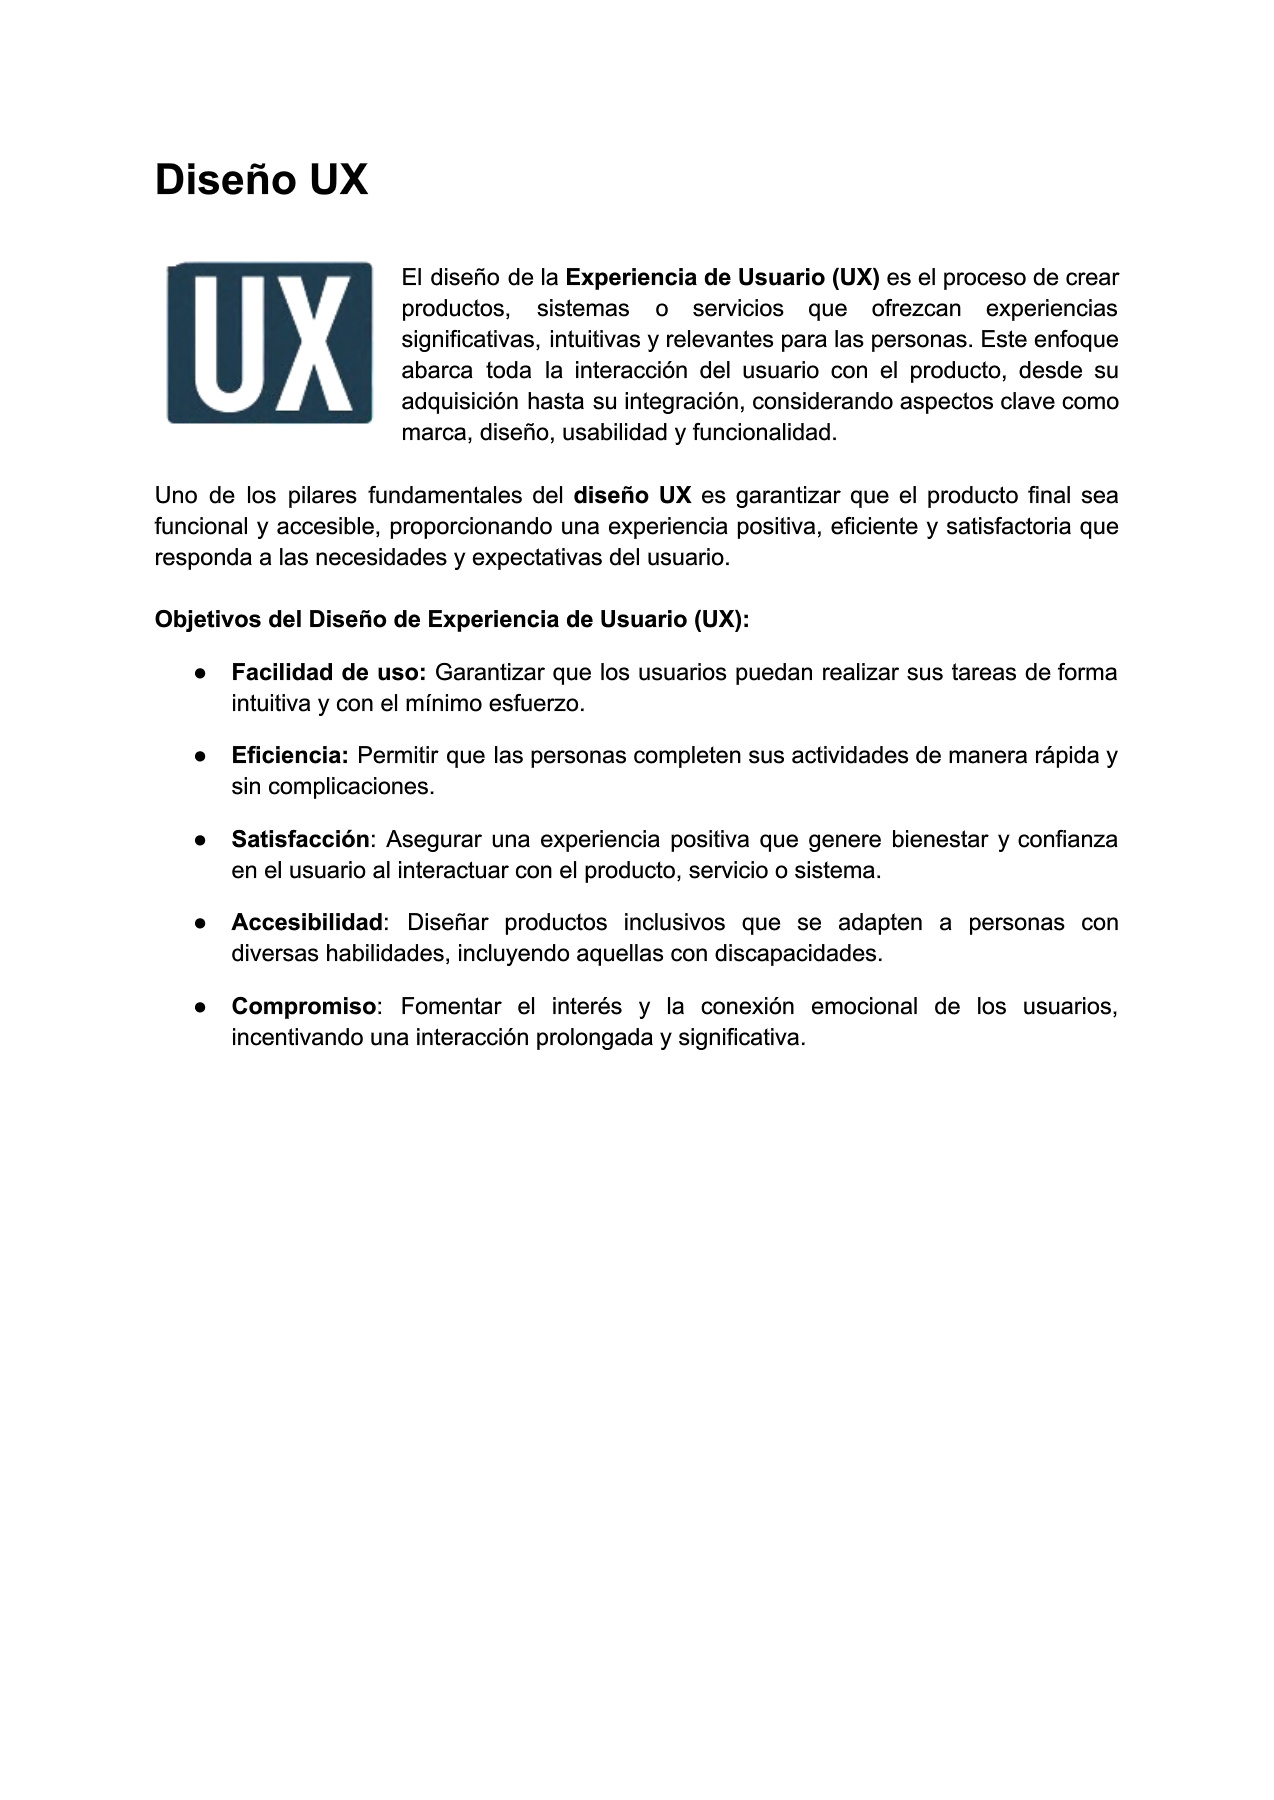 Diseño UX
UX
El diseño de la Experiencia de Usuario (UX) es el proceso de crear
productos, sistemas o servicios que ofrezcan experiencias
significativas, intuitivas y relevantes para las personas. Este enfoque
abarca toda la interacción del usuario con el producto, desde su
adquisición hasta su integración, considerando aspectos clave como
marca, diseño, usabilidad y funcionalidad.
Uno de los pilares fundamentales del diseño UX es garantizar que el producto final sea
funcional y accesible, proporcionando una experiencia positiva, eficiente y satisfactoria que
responda a las necesidades y expectativas del usuario.
Objetivos del Diseño de Experiencia de Usuario (UX):
● Facilidad de uso: Garantizar que los usuarios puedan realizar sus tareas de forma
intuitiva y con el mínimo esfuerzo.
● Eficiencia: Permitir que las personas completen sus actividades de manera rápida y
sin complicaciones.
● Satisfacción: Asegurar una experiencia positiva que genere bienestar y confianza
en el usuario al interactuar con el producto, servicio o sistema.
● Accesibilidad: Diseñar productos inclusivos que se adapten a personas con
diversas habilidades, incluyendo aquellas con discapacidades.
● Compromiso: Fomentar el interés y la conexión emocional de los usuarios,
incentivando una interacción prolongada y significativa.